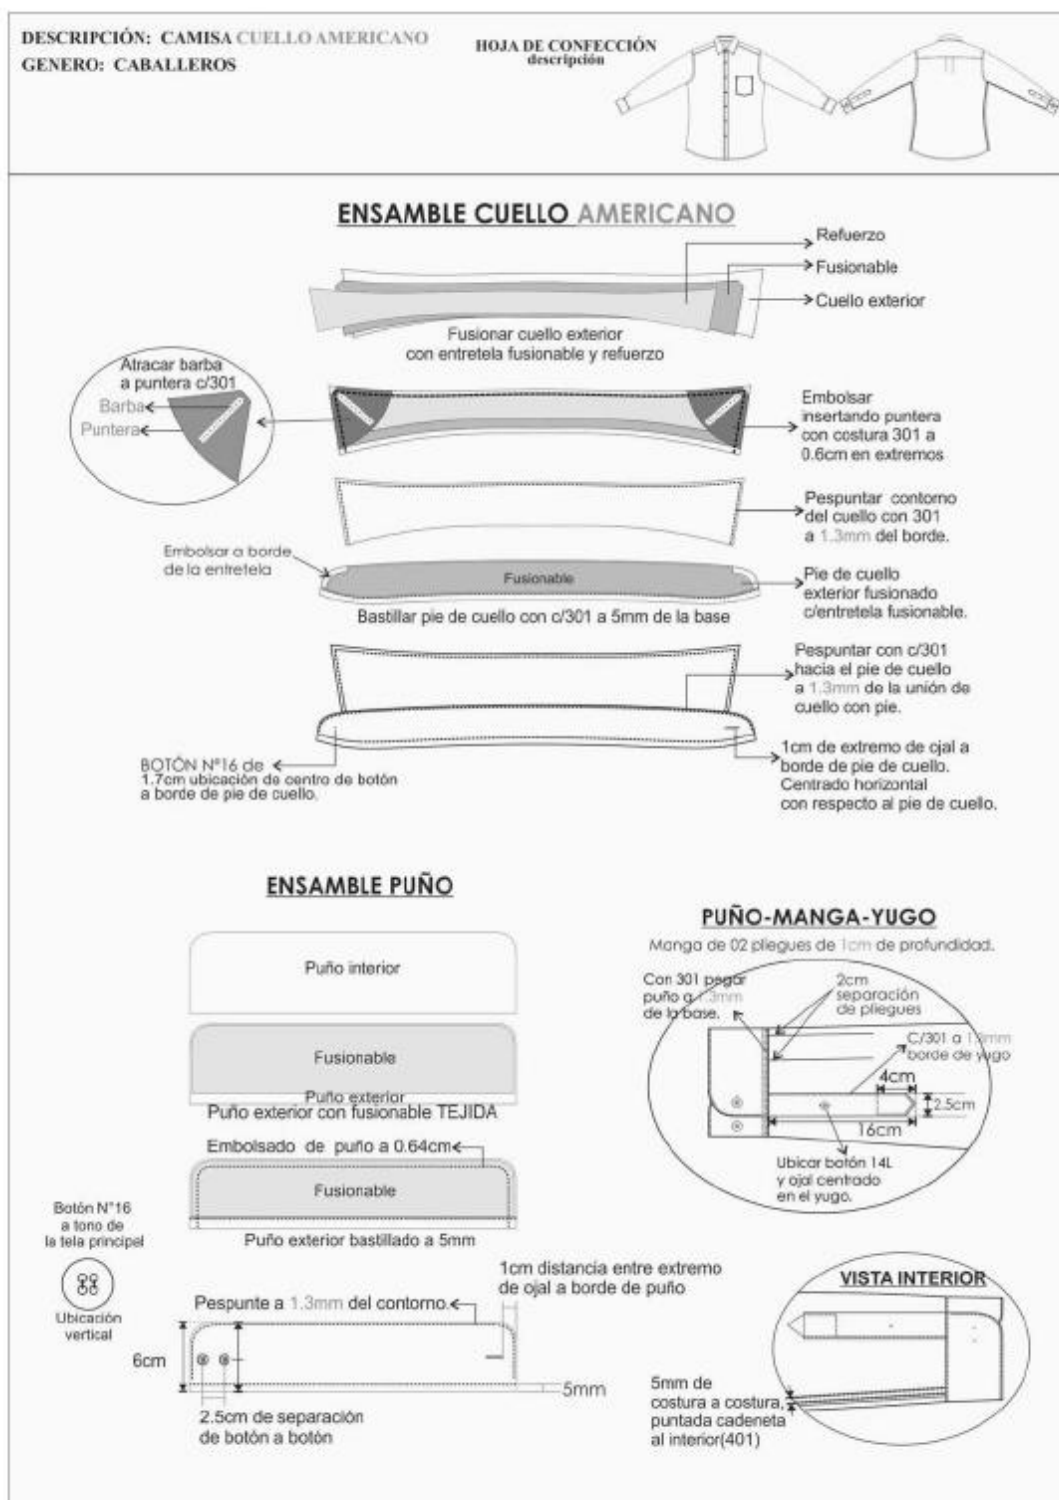 DESCRIPCIÓN: CAMISA CUELLO AMERICANO
GENERO: CABALLEROS
HOJA DE CONFECCIÓN
descripción
ENSAMBLE CUELLO AMERICANO
Refuerzo
Fusionable
Cuello exterior
Fusionar cuello exterior
con entretela fusionable y refuerzo
Atracar barba
a puntera c/301
Barba
Puntera
Embolsar
insertando puntera
con costura 301 a
0.6cm en extremos
Pespuntar contorno
del cuello con 301
a 1.3mm del borde.
Embolsar a borde
de la entretela
Fusionable
Pie de cuello
exterior fusionado
c/entretela fusionable.
Bastillar pie de cuello con c/301 a 5mm de la base
Pespuntar con c/301
hacia el pie de cuello
a 1.3mm de la unión de
cuello con pie.
BOTÓN Nº16 de
1.7cm ubicación de centro de botón
a borde de pie de cuello.
1cm de extremo de ojal a
borde de pie de cuello.
Centrado horizontal
con respecto al pie de cuello.
ENSAMBLE PUÑO
Puño interior
Fusionable
Puño exterior
Puño exterior con fusionable TEJIDA
Embolsado de puño a 0.64cm
Fusionable
Puño exterior bastillado a 5mm
Botón N°16
a tono de
la tela principal
Ubicación
vertical
Pespunte a 1.3mm del contorno.
1cm distancia entre extremo
de ojal a borde de puño
6cm
5mm
2.5cm de separación
de botón a botón
PUÑO-MANGA-YUGO
Manga de 02 pliegues de 1cm de profundidad.
Con 301 pegar
puño a 1.3mm
de la base.
2cm
separación
de pliegues
C/301 a 1.3mm
borde de yugo
4cm
2.5cm
16cm
Ubicar botón 14L
y ojal centrado
en el yugo.
VISTA INTERIOR
5mm de
costura a costura,
puntada cadeneta
al interior(401)